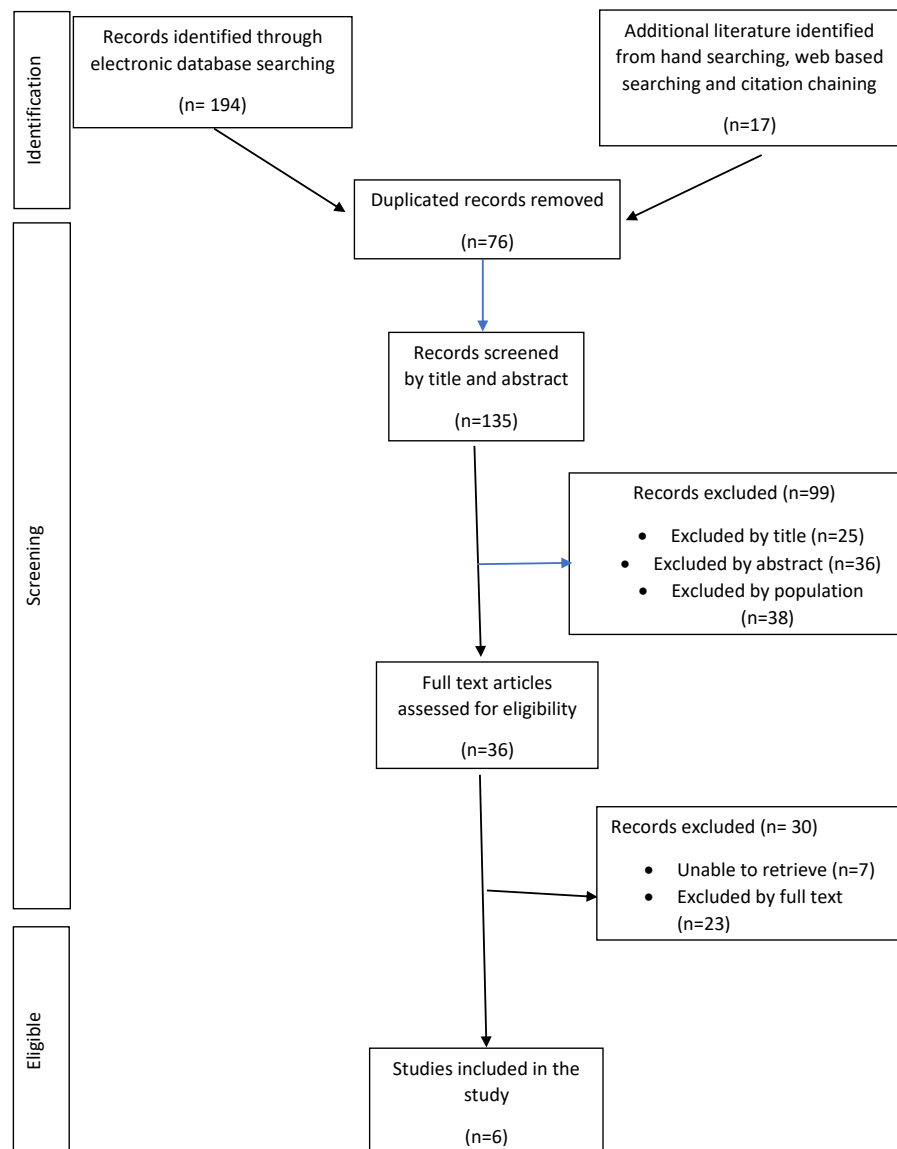 Identification
Records identified through
electronic database searching
(n= 194)
Additional literature identified
from hand searching, web based
searching and citation chaining
(n=17)
Duplicated records removed
(n=76)
Screening
Records screened
by title and abstract
(n=135)
Records excluded (n=99)
• Excluded by title (n=25)
• Excluded by abstract (n=36)
• Excluded by population
(n=38)
Full text articles
assessed for eligibility
(n=36)
Records excluded (n= 30)
• Unable to retrieve (n=7)
• Excluded by full text
(n=23)
Eligible
Studies included in the
study
(n=6)